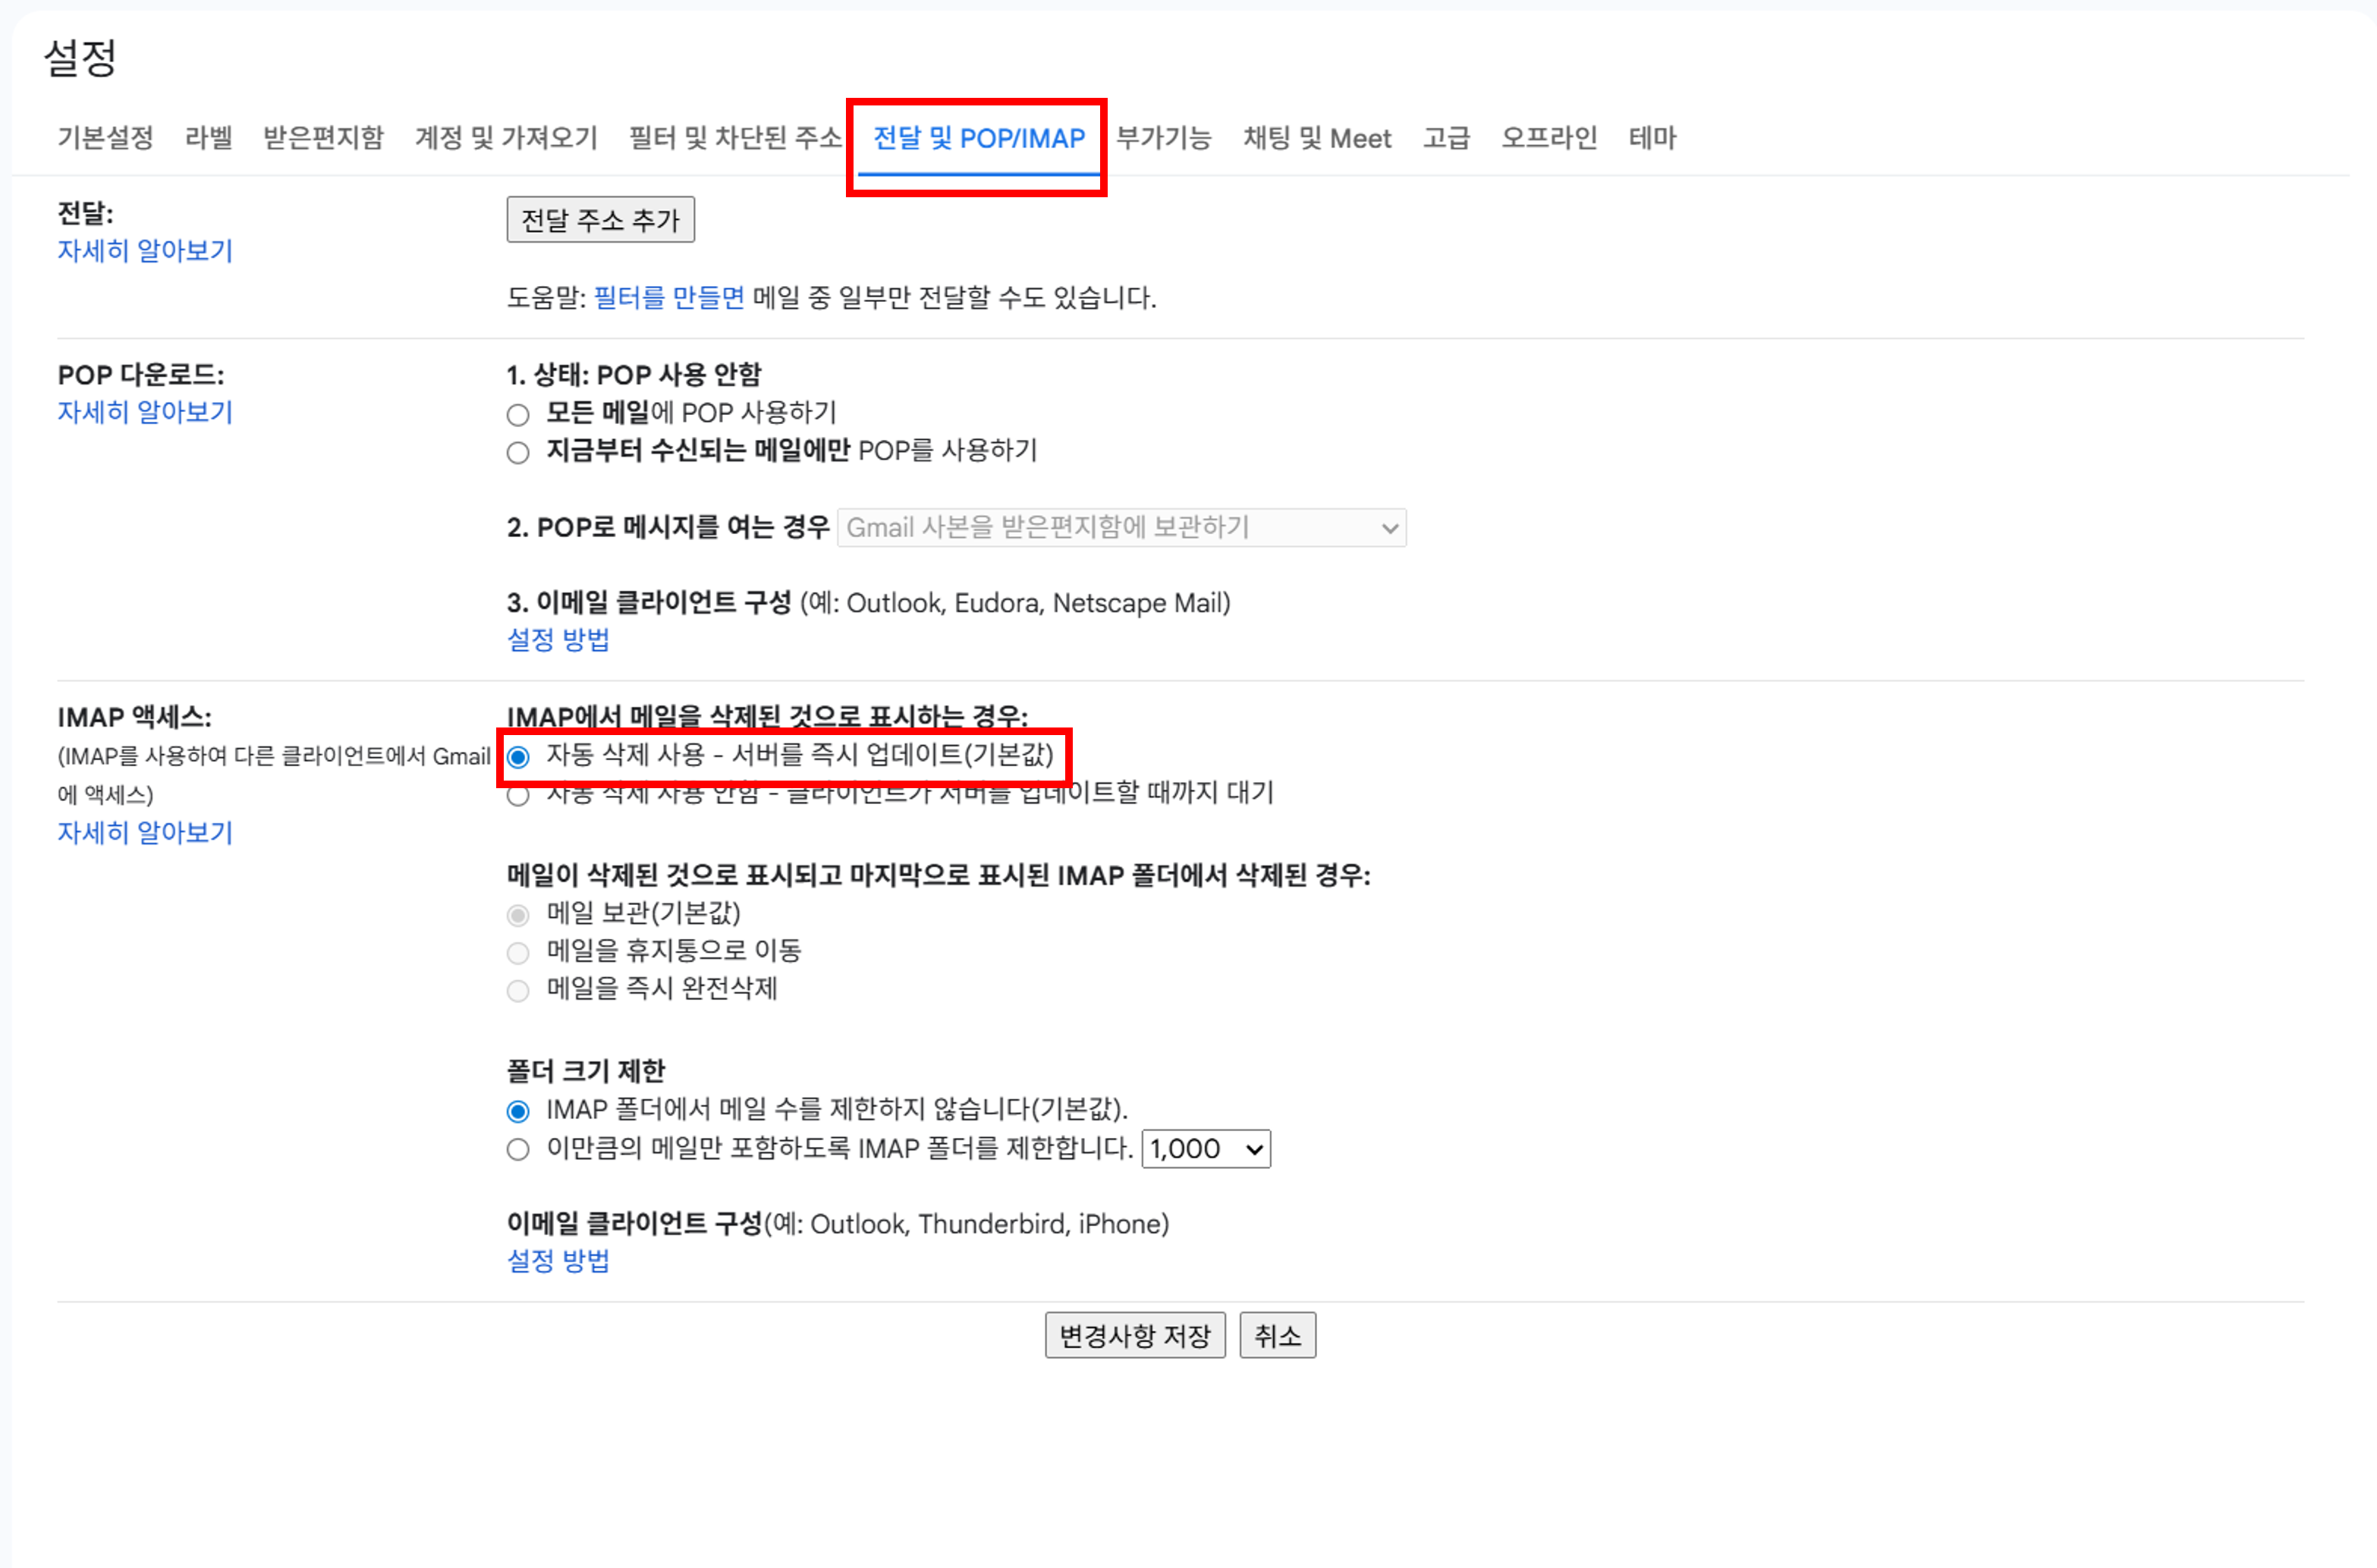 설정
기본설정 라벨 받은편지함 계정 및 가져오기 필터 및 차단된 주소 전달 및 POP/IMAP 부가기능 채팅 및 Meet 고급 오프라인 테마
전달:
자세히 알아보기
전달 주소 추가
도움말: 필터를 만들면 메일 중 일부만 전달할 수도 있습니다.
POP 다운로드:
자세히 알아보기
1. 상태: POP 사용 안함
모든 메일에 POP 사용하기
지금부터 수신되는 메일에만 POP를 사용하기
2. POP로 메시지를 여는 경우 Gmail 사본을 받은편지함에 보관하기
3. 이메일 클라이언트 구성 (예: Outlook, Eudora, Netscape Mail)
설정 방법
IMAP 액세스:
(IMAP를 사용하여 다른 클라이언트에서 Gmail
에 액세스)
자세히 알아보기
IMAP에서 메일을 삭제된 것으로 표시하는 경우:
자동 삭제 사용 - 서버를 즉시 업데이트(기본값)
자동 삭제 사용 안함 - 클라이언트가 서버를 업데이트할 때까지 대기
메일이 삭제된 것으로 표시되고 마지막으로 표시된 IMAP 폴더에서 삭제된 경우:
메일 보관(기본값)
메일을 휴지통으로 이동
메일을 즉시 완전삭제
폴더 크기 제한
IMAP 폴더에서 메일 수를 제한하지 않습니다(기본값).
이만큼의 메일만 포함하도록 IMAP 폴더를 제한합니다. 1,000
이메일 클라이언트 구성(예: Outlook, Thunderbird, iPhone)
설정 방법
변경사항 저장 취소